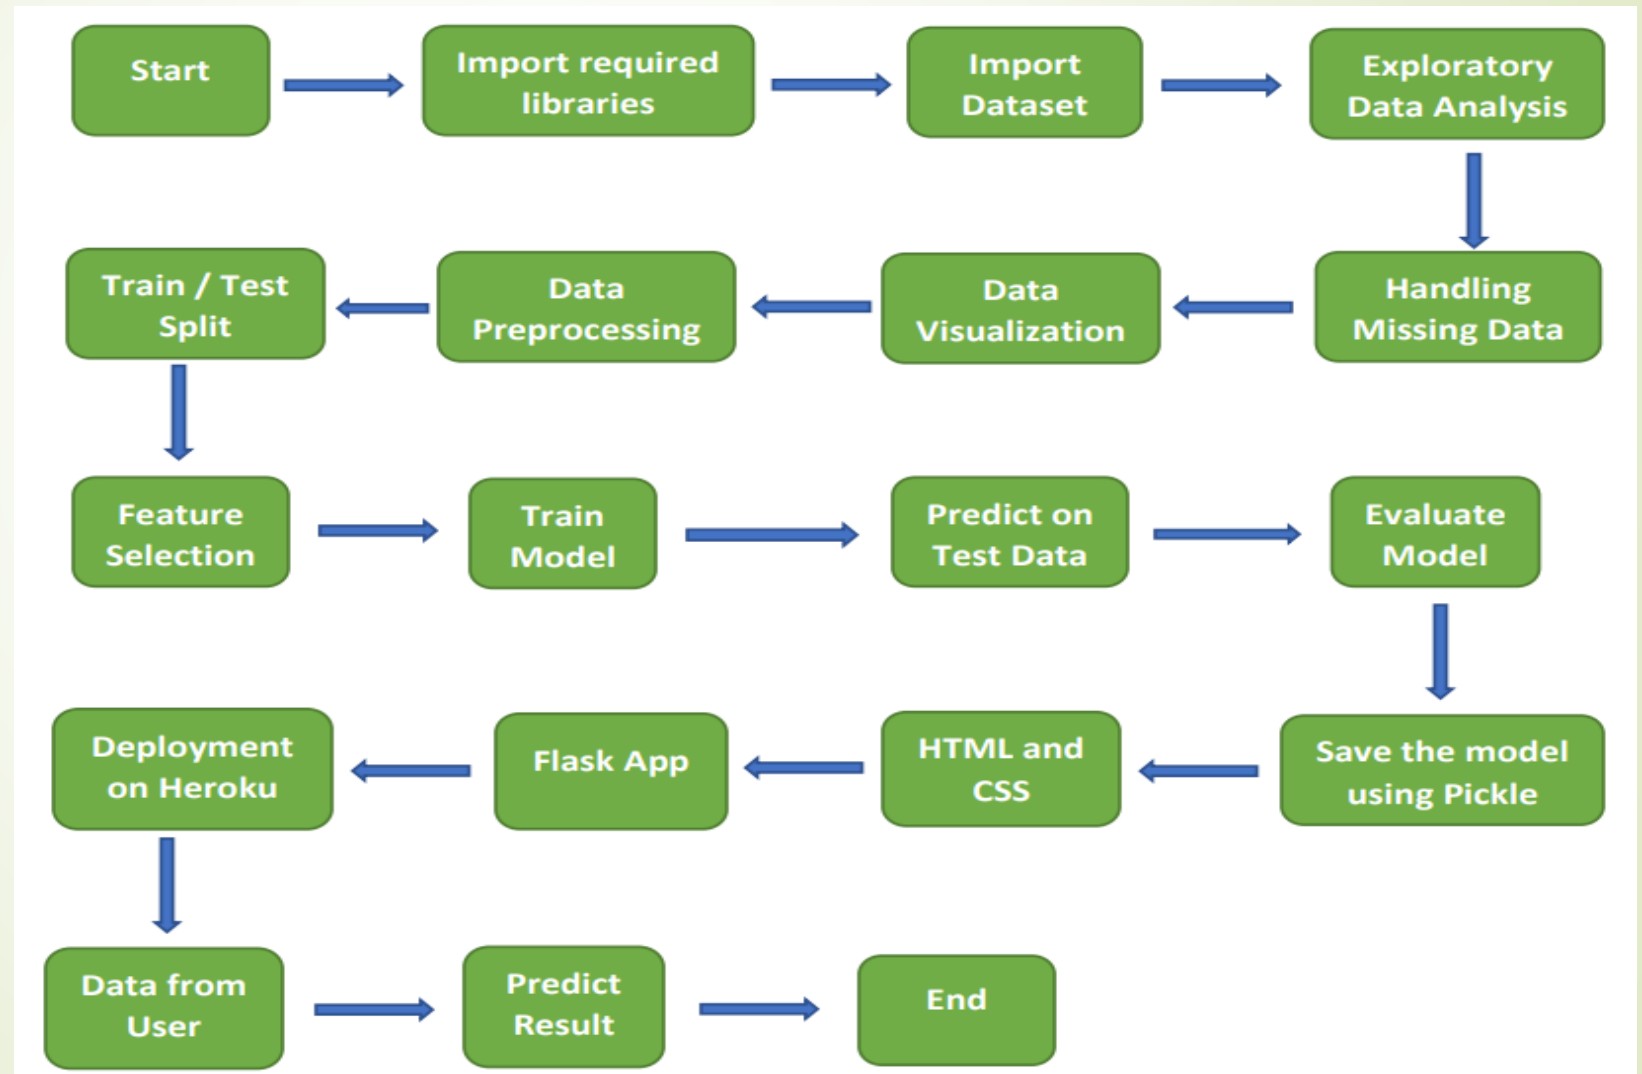 Start
Import required
libraries
Import
Dataset
Exploratory
Data Analysis
Handling
Missing Data
Data
Visualization
Data
Preprocessing
Train / Test
Split
Feature
Selection
Train
Model
Predict on
Test Data
Evaluate
Model
Save the model
using Pickle
HTML and
CSS
Flask App
Deployment
on Heroku
Data from
User
Predict
Result
End